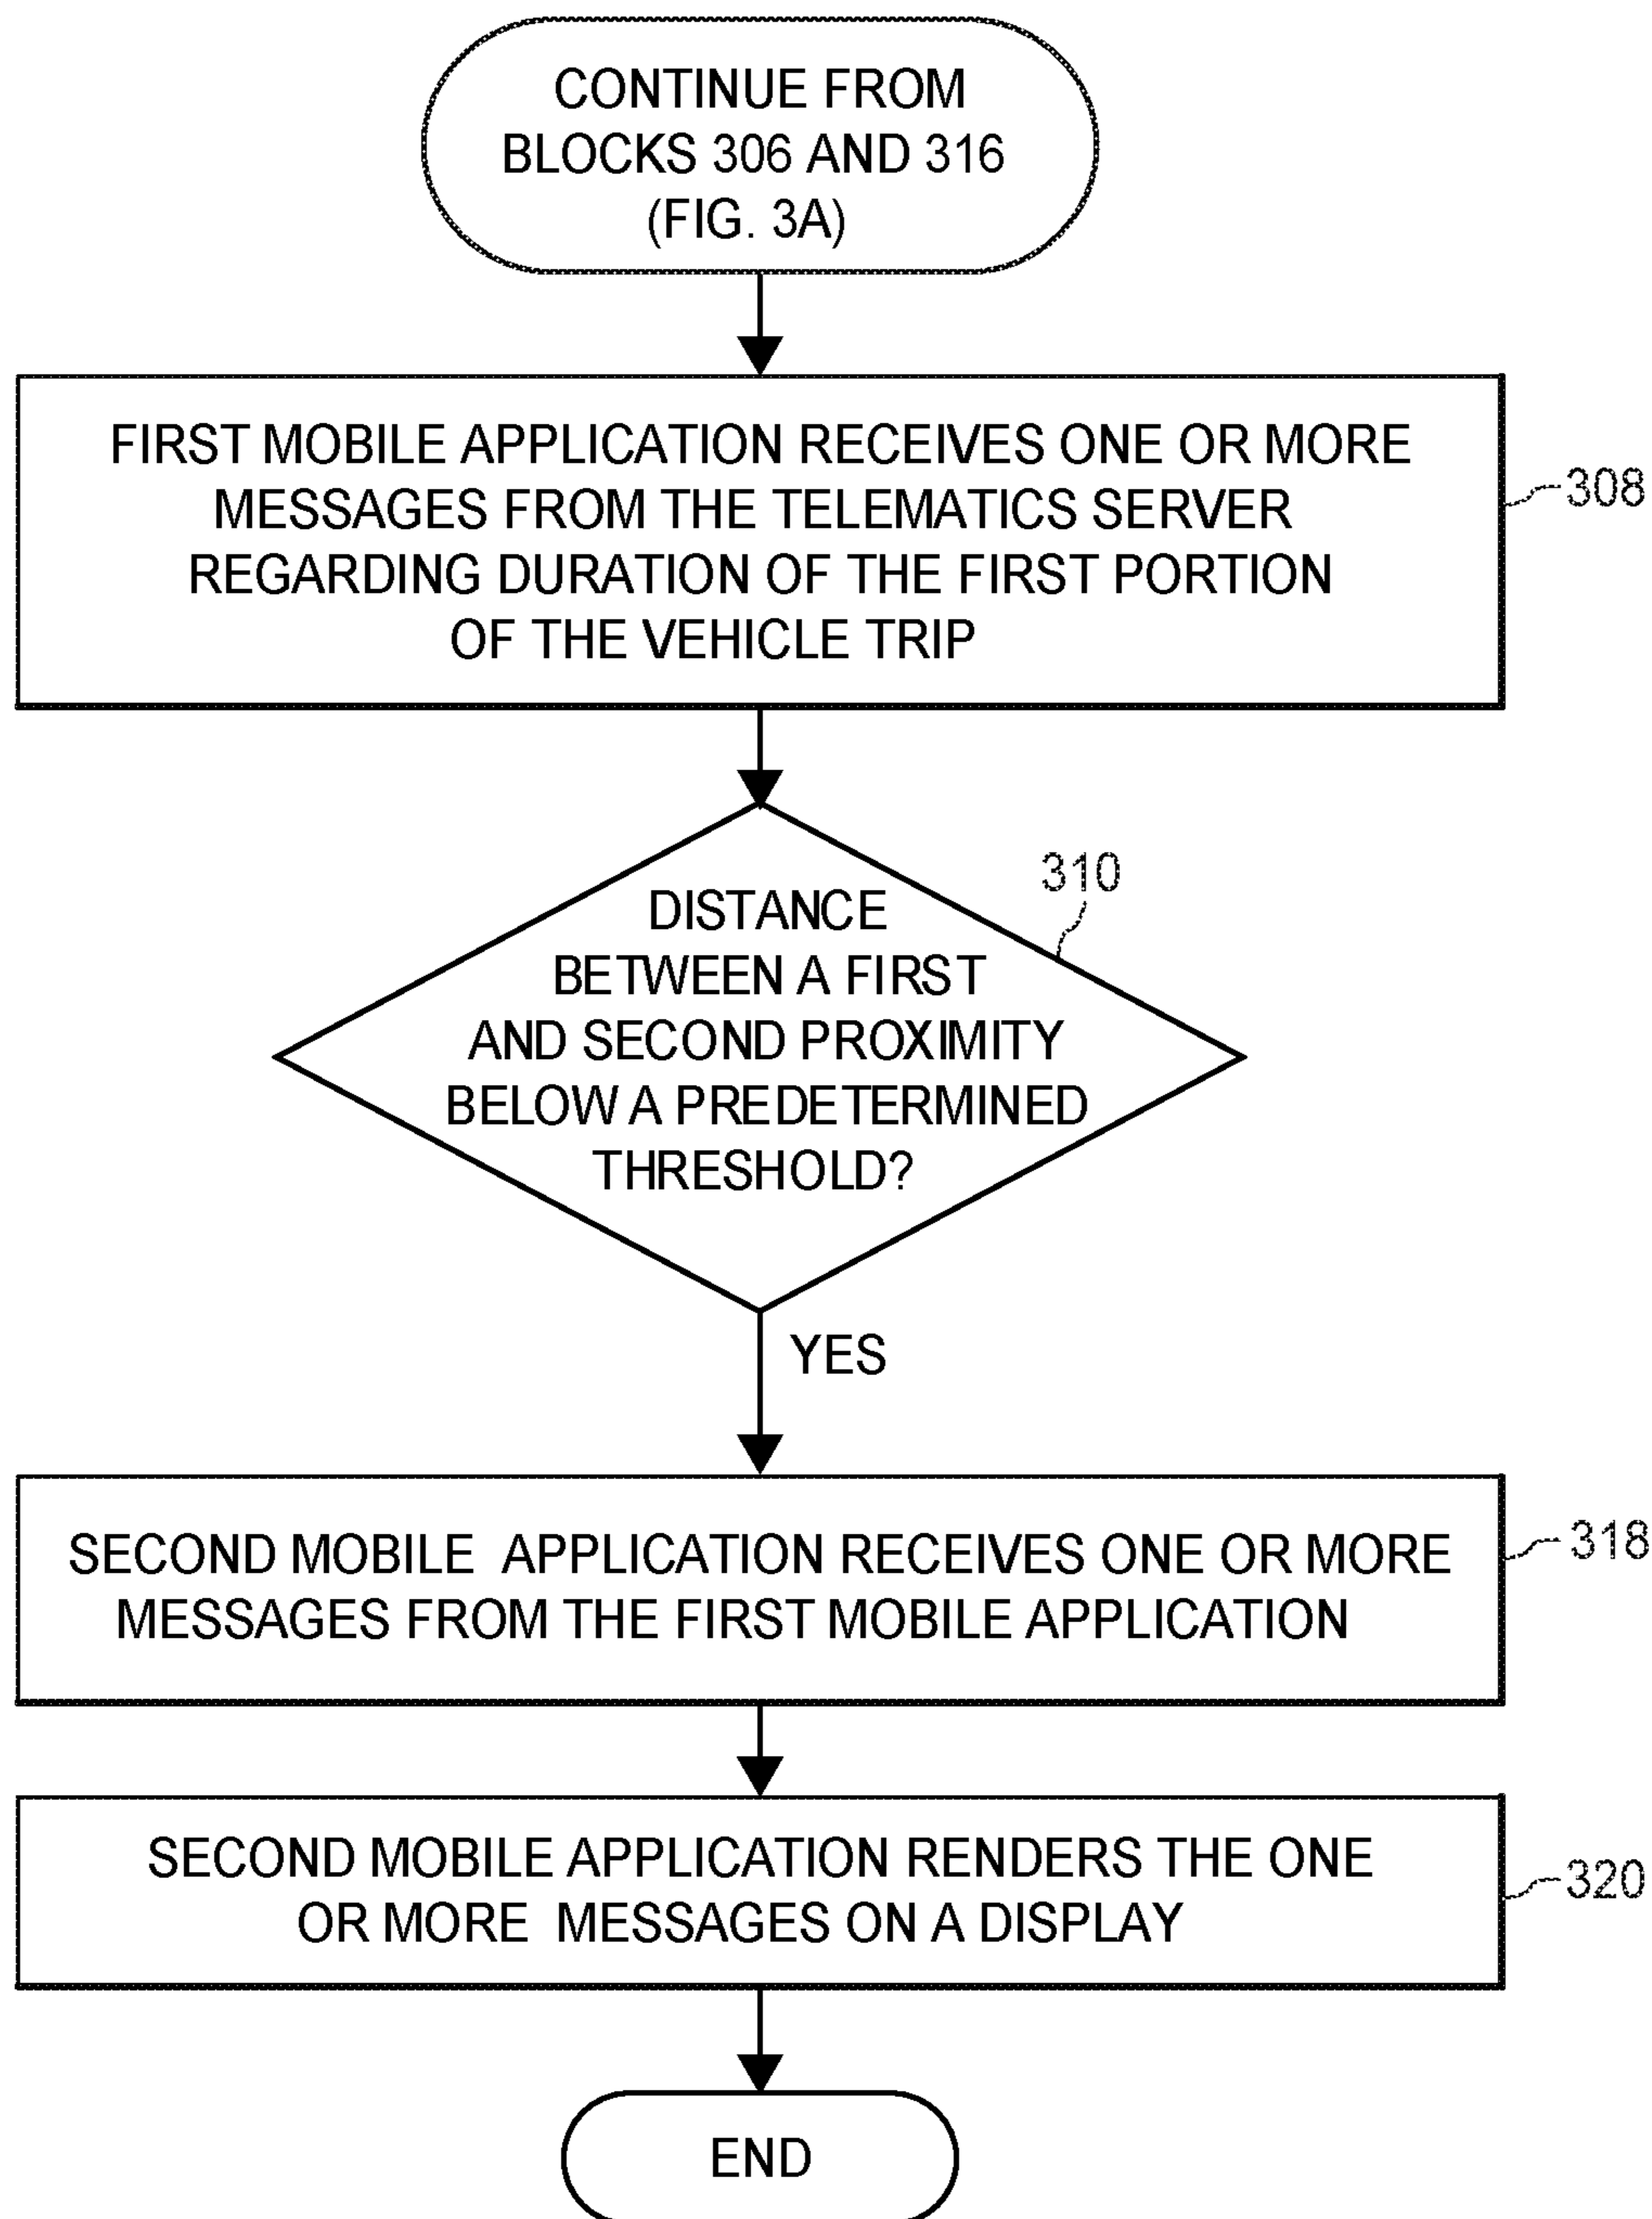 CONTINUE FROM
BLOCKS 306 AND 316
(FIG. 3A)
FIRST MOBILE APPLICATION RECEIVES ONE OR MORE
MESSAGES FROM THE TELEMATICS SERVER
REGARDING DURATION OF THE FIRST PORTION
OF THE VEHICLE TRIP
308
310
DISTANCE
BETWEEN A FIRST
AND SECOND PROXIMITY
BELOW A PREDETERMINED
THRESHOLD?
YES
SECOND MOBILE APPLICATION RECEIVES ONE OR MORE
MESSAGES FROM THE FIRST MOBILE APPLICATION
318
SECOND MOBILE APPLICATION RENDERS THE ONE
OR MORE MESSAGES ON A DISPLAY
320
END